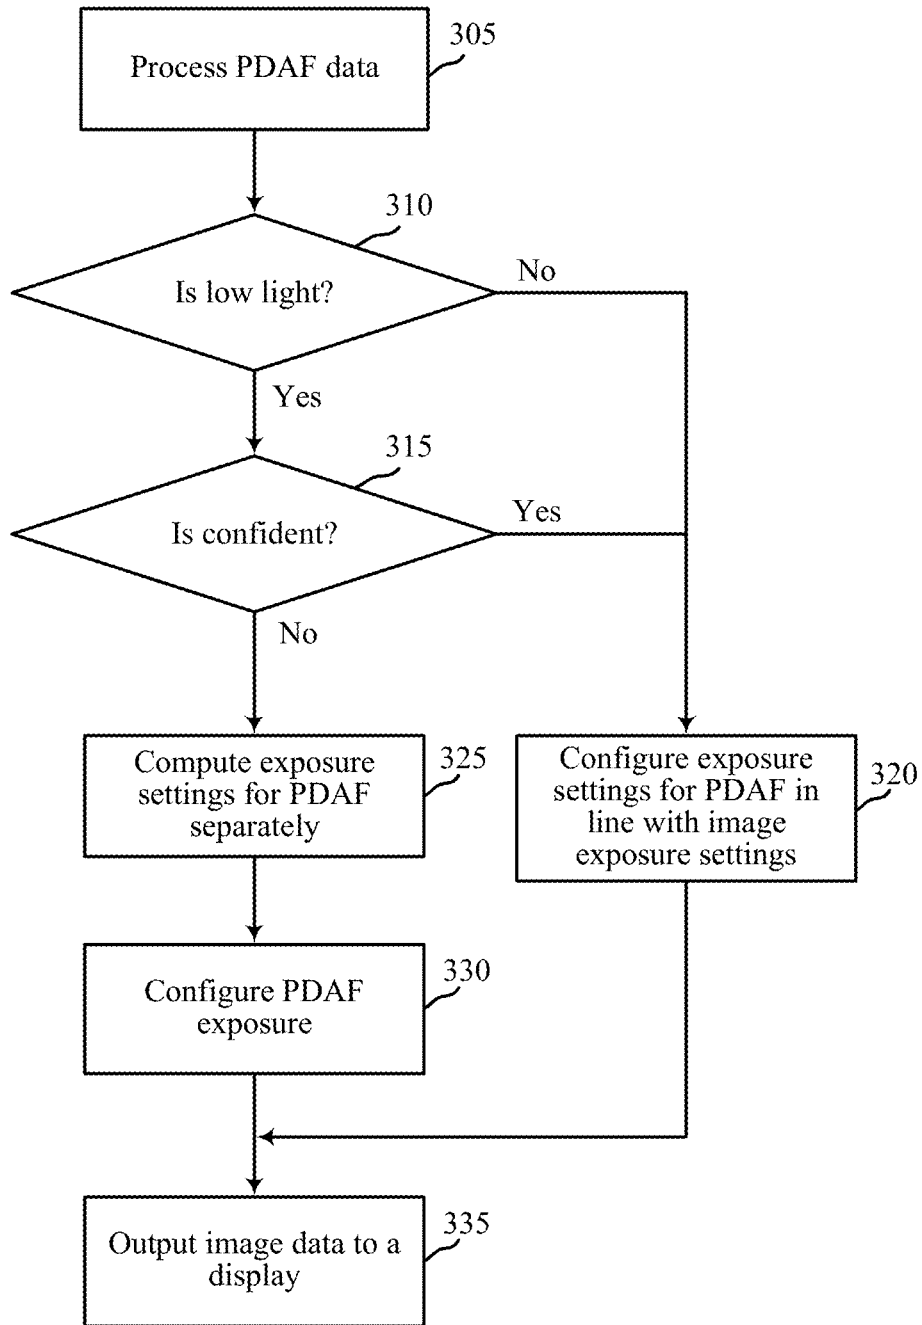 Process PDAF data
305
310
Is low light?
No
Yes
315
Is confident?
Yes
No
Compute exposure
settings for PDAF
separately
325
Configure exposure
settings for PDAF in
line with image
exposure settings
320
Configure PDAF
exposure
330
Output image data to a
display
335